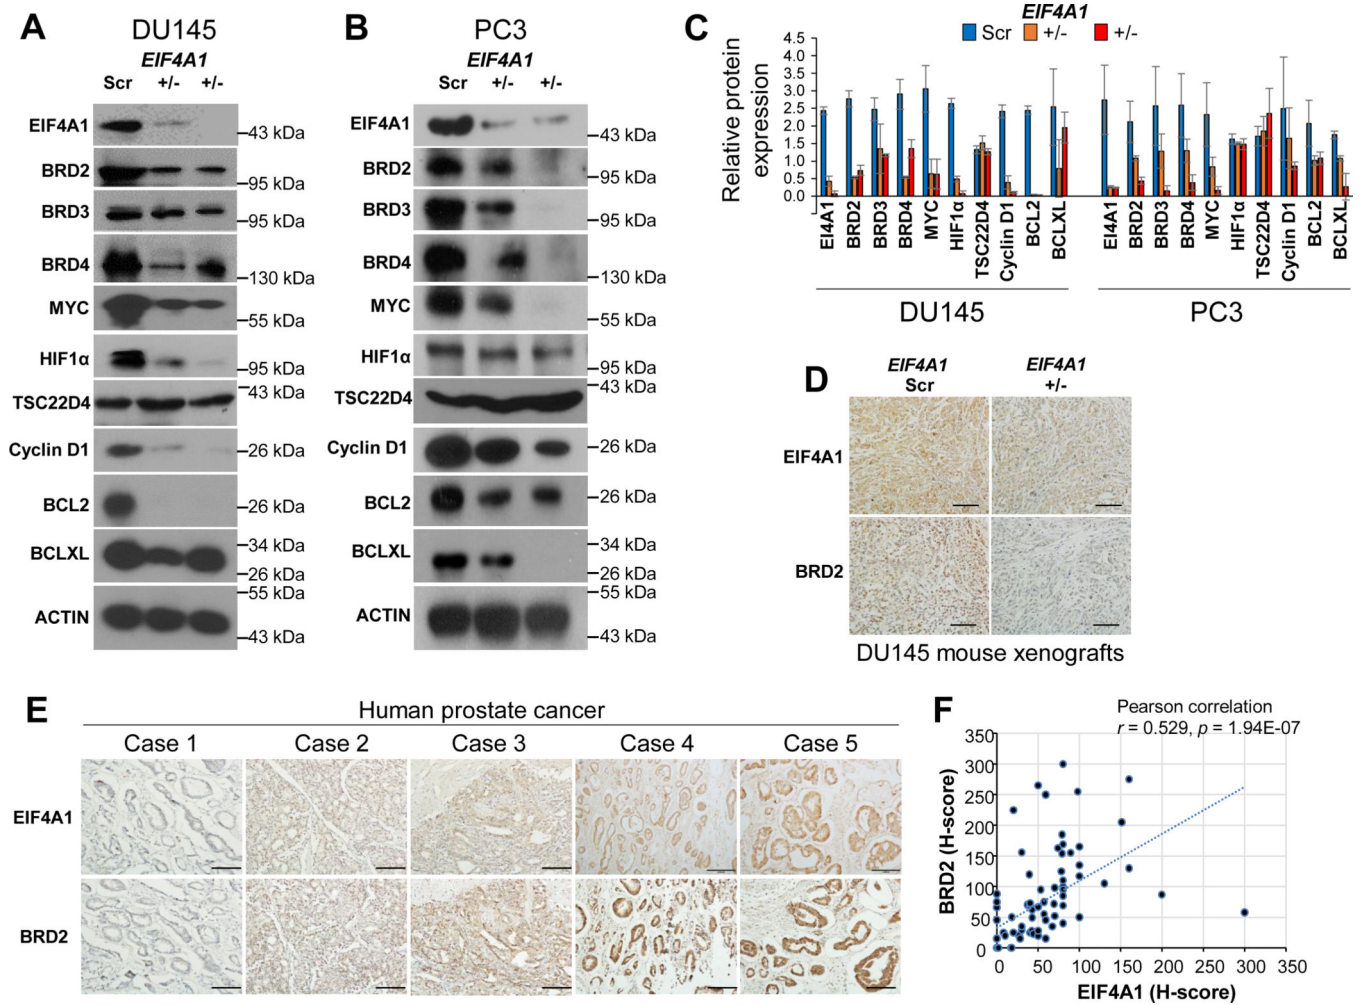 A
DU145
EIF4A1
Scr +/- +/-
EIF4A1
43 kDa
BRD2
95 kDa
BRD3
95 kDa
BRD4
130 kDa
MYC
55 kDa
HIF1α
95 kDa
43 kDa
TSC22D4
Cyclin D1
26 kDa
BCL2
26 kDa
34 kDa
BCLXL
26 kDa
55 kDa
ACTIN
43 kDa
B
PC3
EIF4A1
Scr +/- +/-
EIF4A1
43 kDa
BRD2
95 kDa
BRD3
95 kDa
BRD4
130 kDa
MYC
55 kDa
HIF1α
95 kDa
43 kDa
TSC22D4
Cyclin D1
26 kDa
BCL2
26 kDa
34 kDa
BCLXL
26 kDa
55 kDa
ACTIN
43 kDa
C
EIF4A1
Scr +/- +/-
Relative protein
expression
4.5
4.0
3.5
3.0
2.5
2.0
1.5
1.0
0.5
0.0
EI4A1
BRD2
BRD3
BRD4
MYC
HIF1α
TSC22D4
Cyclin D1
BCL2
BCLXL
EI4A1
BRD2
BRD3
BRD4
MYC
HIF1α
TSC22D4
Cyclin D1
BCL2
BCLXL
DU145 PC3
D
EIF4A1 EIF4A1
Scr +/-
EIF4A1
BRD2
DU145 mouse xenografts
E
Human prostate cancer
Case 1 Case 2 Case 3 Case 4 Case 5
EIF4A1
BRD2
F
Pearson correlation
r = 0.529, p = 1.94E-07
BRD2 (H-score)
350
300
250
200
150
100
50
0
0 50 100 150 200 250 300 350
EIF4A1 (H-score)